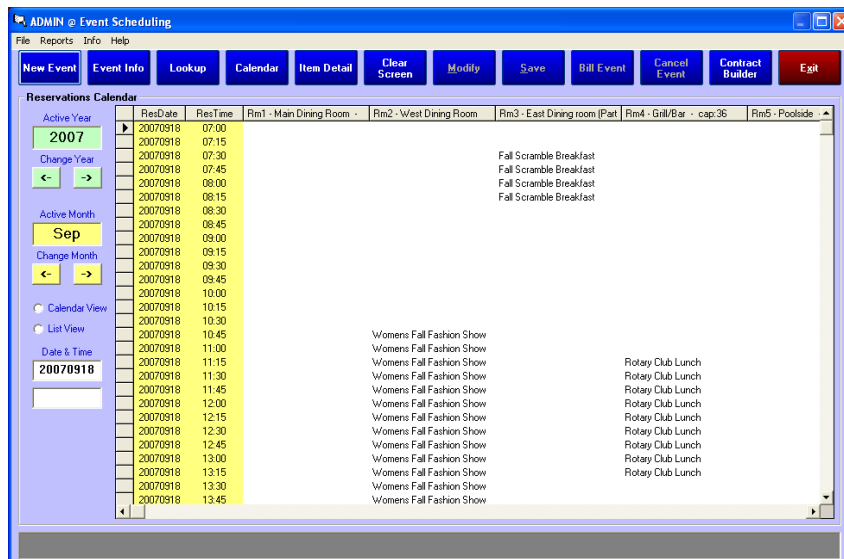 ADMIN @ Event Scheduling
File Reports Info Help
New Event Event Info Lookup Calendar Item Detail Clear Screen Modify Save Bill Event Cancel Event Contract Builder Exit
Reservations Calendar
Active Year
2007
Change Year
<- ->
Active Month
Sep
Change Month
<- ->
Calendar View
List View
Date & Time
20070918
ResDate ResTime Rm1 - Main Dining Room - Rm2 - West Dining Room Rm3 - East Dining room (Part Rm4 - Grill/Bar - cap:36 Rm5 - Poolside
20070918 07:00
20070918 07:15
20070918 07:30 Fall Scramble Breakfast
20070918 07:45 Fall Scramble Breakfast
20070918 08:00 Fall Scramble Breakfast
20070918 08:15 Fall Scramble Breakfast
20070918 08:30
20070918 08:45
20070918 09:00
20070918 09:15
20070918 09:30
20070918 09:45
20070918 10:00
20070918 10:15
20070918 10:30
20070918 10:45 Womens Fall Fashion Show
20070918 11:00 Womens Fall Fashion Show
20070918 11:15 Womens Fall Fashion Show Rotary Club Lunch
20070918 11:30 Womens Fall Fashion Show Rotary Club Lunch
20070918 11:45 Womens Fall Fashion Show Rotary Club Lunch
20070918 12:00 Womens Fall Fashion Show Rotary Club Lunch
20070918 12:15 Womens Fall Fashion Show Rotary Club Lunch
20070918 12:30 Womens Fall Fashion Show Rotary Club Lunch
20070918 12:45 Womens Fall Fashion Show Rotary Club Lunch
20070918 13:00 Womens Fall Fashion Show Rotary Club Lunch
20070918 13:15 Womens Fall Fashion Show Rotary Club Lunch
20070918 13:30 Womens Fall Fashion Show
20070918 13:45 Womens Fall Fashion Show